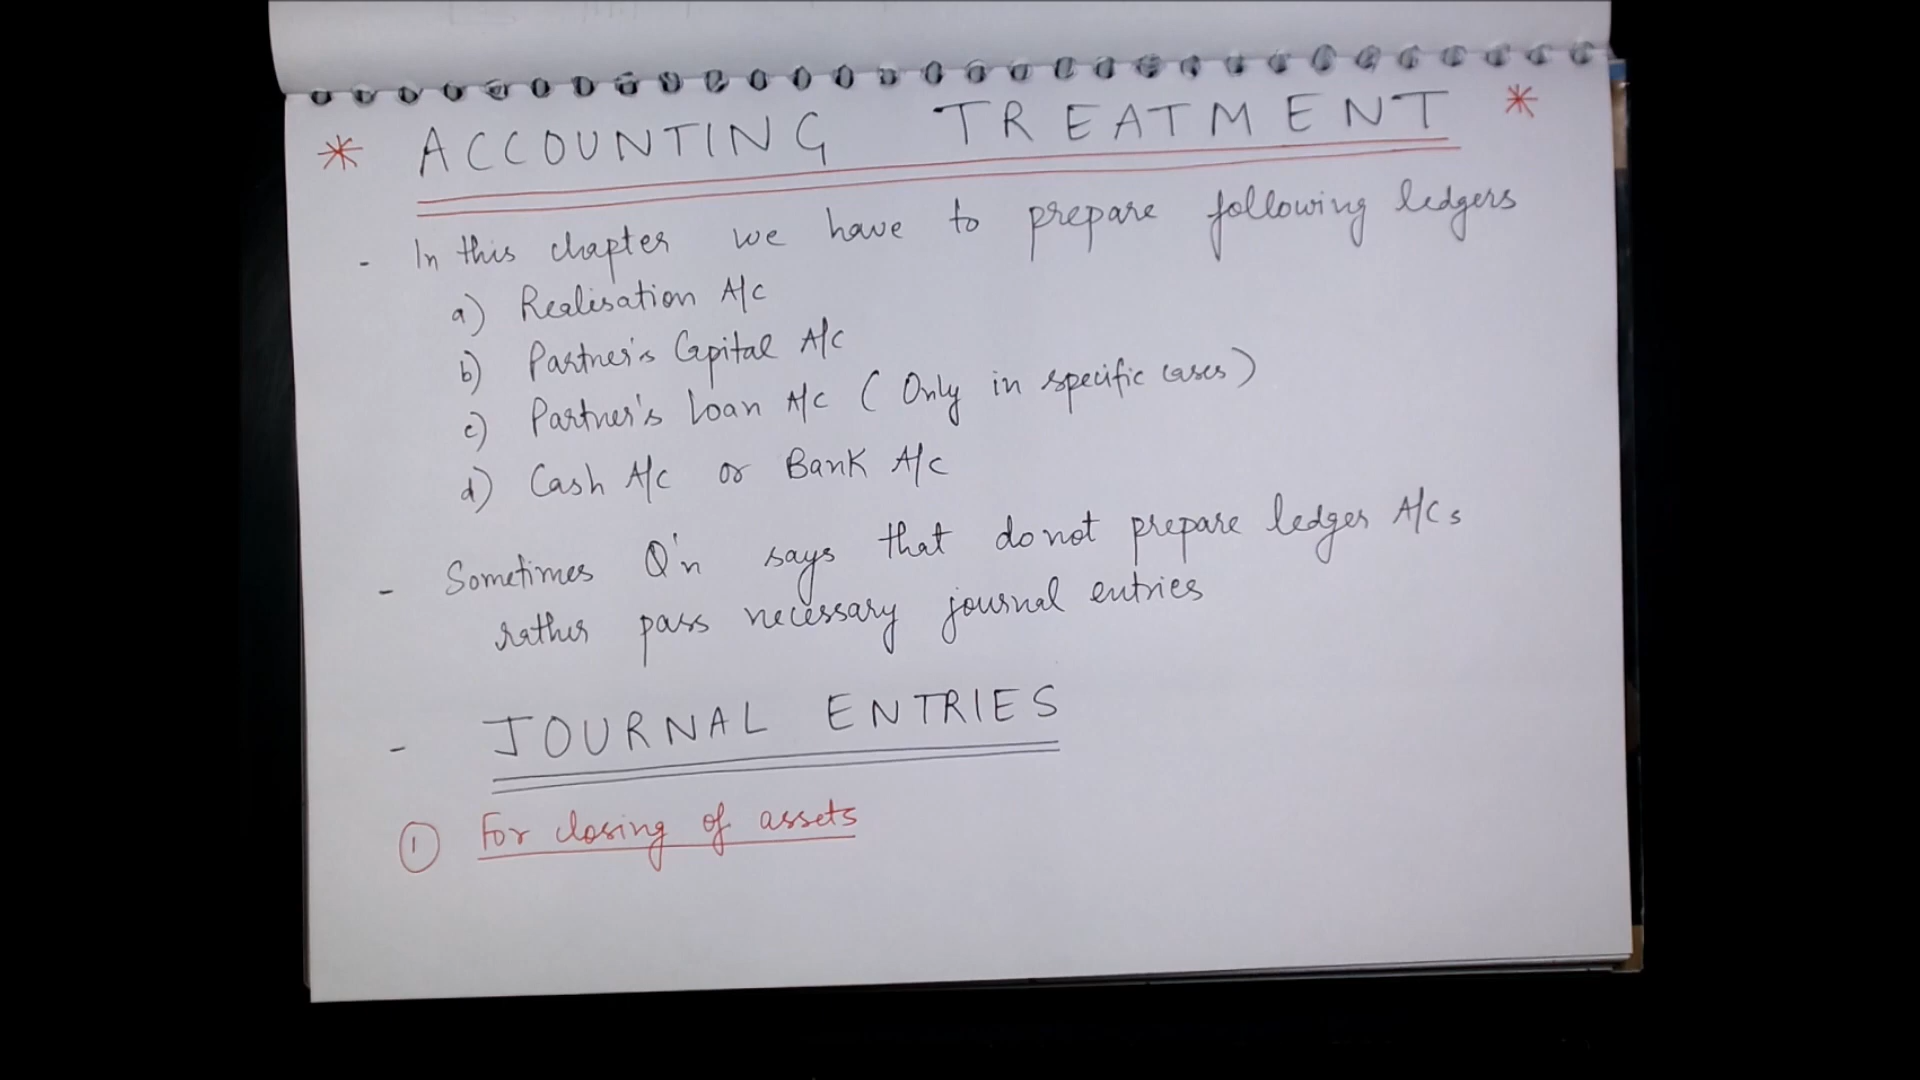 * ACCOUNTING TREATMENT *
- In this chapter we have to prepare following ledgers
a) Realisation A/c
b) Partner's Capital A/c
c) Partner's Loan A/c ( Only in specific cases )
d) Cash A/c or Bank A/c
- Sometimes Q'n says that do not prepare ledger A/Cs
rather pass necessary journal entries
- JOURNAL ENTRIES
① For closing of assets